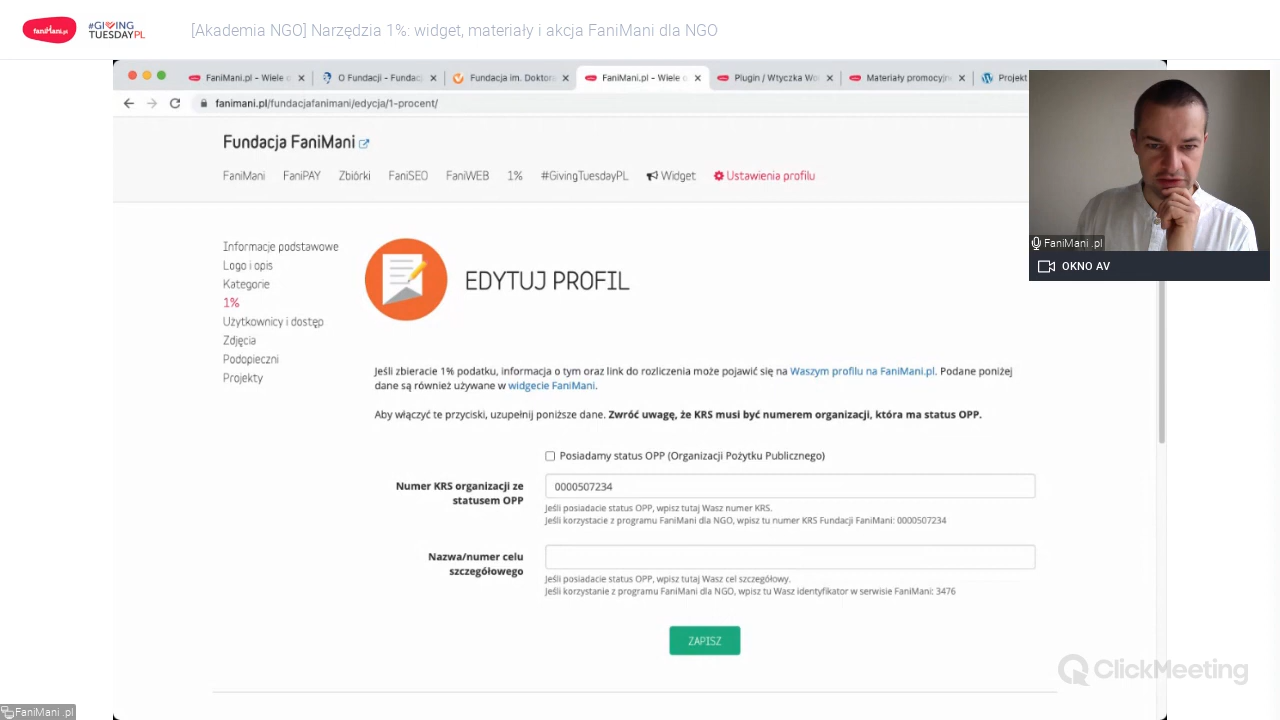 faniMani.pl
#GIVING
TUESDAYPL
[Akademia NGO] Narzędzia 1%: widget, materiały i akcja FaniMani dla NGO
FaniMani.pl - Wiele o
O Fundacji - Fundac
Fundacja im. Doktor
FaniMani.pl - Wiele o
Plugin / Wtyczka Wo
Materiały promocyjn
Projekt
fanimani.pl/fundacjafanimani/edycja/1-procent/
Fundacja FaniMani
FaniMani FaniPAY Zbiórki FaniSEO FaniWEB 1% #GivingTuesdayPL Widget Ustawienia profilu
Informacje podstawowe
Logo i opis
Kategorie
1%
Użytkownicy i dostęp
Zdjęcia
Podopieczni
Projekty
EDYTUJ PROFIL
Jeśli zbieracie 1% podatku, informacja o tym oraz link do rozliczenia może pojawić się na Waszym profilu na FaniMani.pl. Podane poniżej
dane są również używane w widgecie FaniMani.
Aby włączyć te przyciski, uzupełnij poniższe dane. Zwróć uwagę, że KRS musi być numerem organizacji, która ma status OPP.
Posiadamy status OPP (Organizacji Pożytku Publicznego)
Numer KRS organizacji ze
statusem OPP
0000507234
Jeśli posiadacie status OPP, wpisz tutaj Wasz numer KRS.
Jeśli korzystacie z programu FaniMani dla NGO, wpisz tu numer KRS Fundacji FaniMani: 0000507234
Nazwa/numer celu
szczegółowego
Jeśli posiadacie status OPP, wpisz tutaj Wasz cel szczegółowy.
Jeśli korzystanie z programu FaniMani dla NGO, wpisz tu Wasz identyfikator w serwisie FaniMani: 3476
ZAPISZ
FaniMani .pl
OKNO AV
ClickMeeting
FaniMani .pl